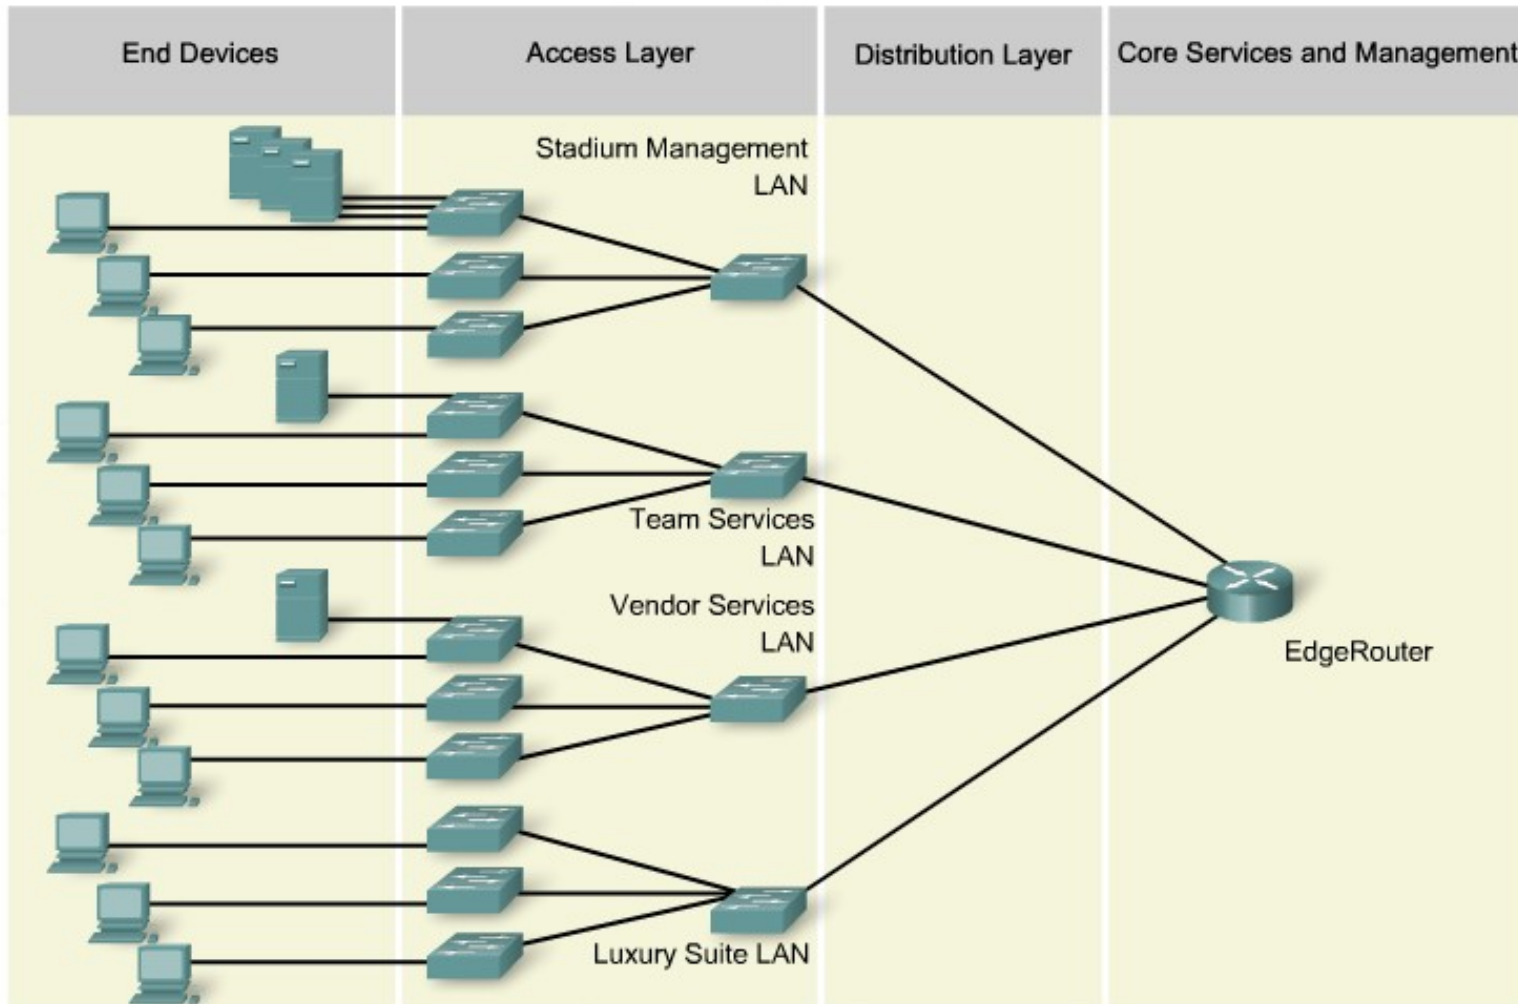 End Devices
Access Layer
Distribution Layer
Core Services and Management
Stadium Management
LAN
Team Services
LAN
Vendor Services
LAN
EdgeRouter
Luxury Suite LAN